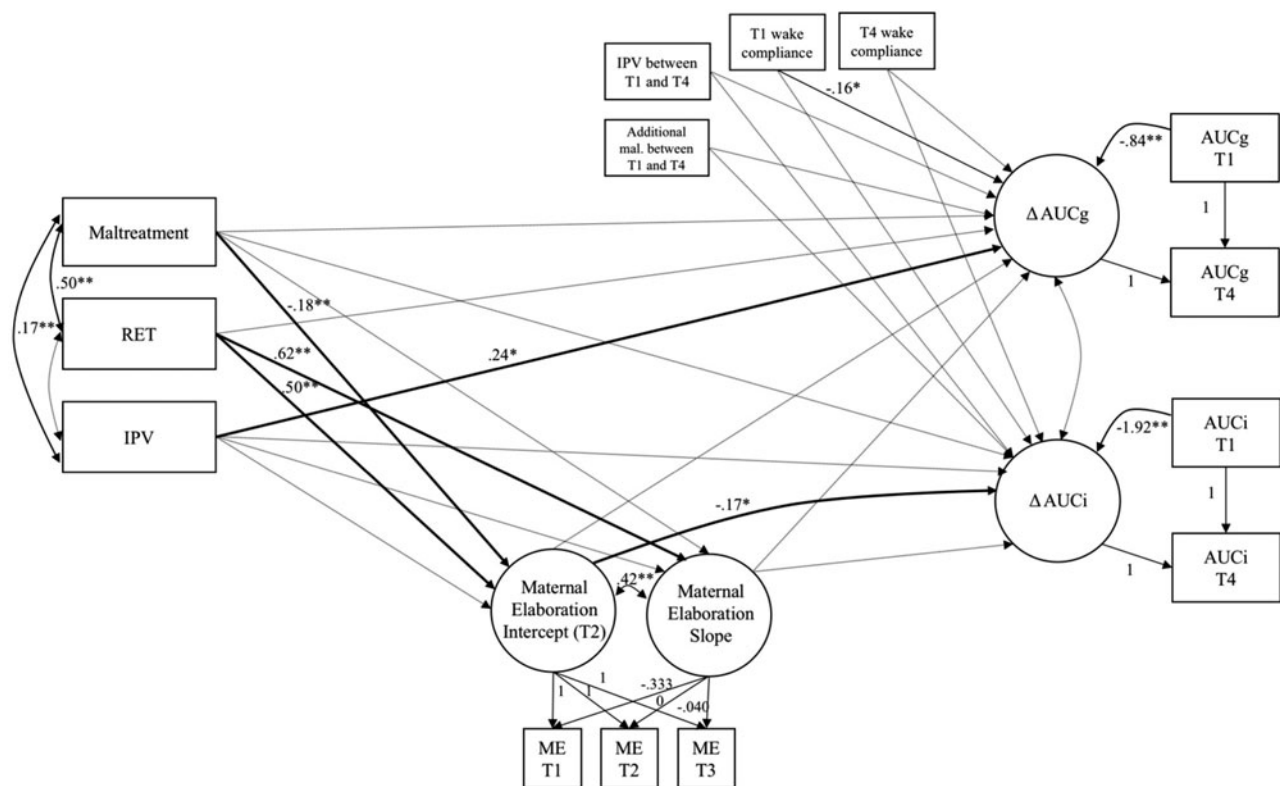 T1 wake
compliance
T4 wake
compliance
IPV between
T1 and T4
-.16*
Additional
mal. between
T1 and T4
-.84**
AUCg
T1
Δ AUCg
1
AUCg
T4
1
Maltreatment
.50**
.17**
RET
IPV
-.18**
.62**
.50**
.24*
-1.92**
AUCi
T1
Δ AUCi
1
AUCi
T4
1
-.17*
Maternal
Elaboration
Intercept (T2)
.42**
Maternal
Elaboration
Slope
1
1
1
-.333
0
-.040
ME
T1
ME
T2
ME
T3